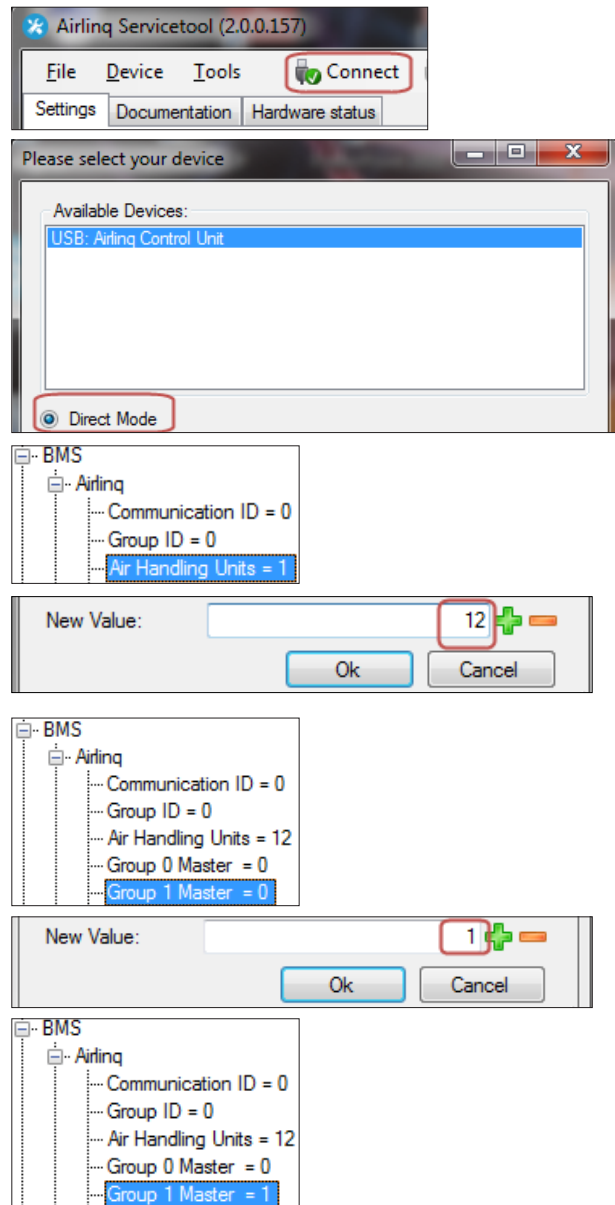 Airlinq Servicetool (2.0.0.157)
File Device Tools Connect
Settings Documentation Hardware status
Please select your device
Available Devices:
USB: Airlinq Control Unit
Direct Mode
BMS
Airlinq
Communication ID = 0
Group ID = 0
Air Handling Units = 1
New Value: 12
Ok Cancel
BMS
Airlinq
Communication ID = 0
Group ID = 0
Air Handling Units = 12
Group 0 Master = 0
Group 1 Master = 0
New Value: 1
Ok Cancel
BMS
Airlinq
Communication ID = 0
Group ID = 0
Air Handling Units = 12
Group 0 Master = 0
Group 1 Master = 1